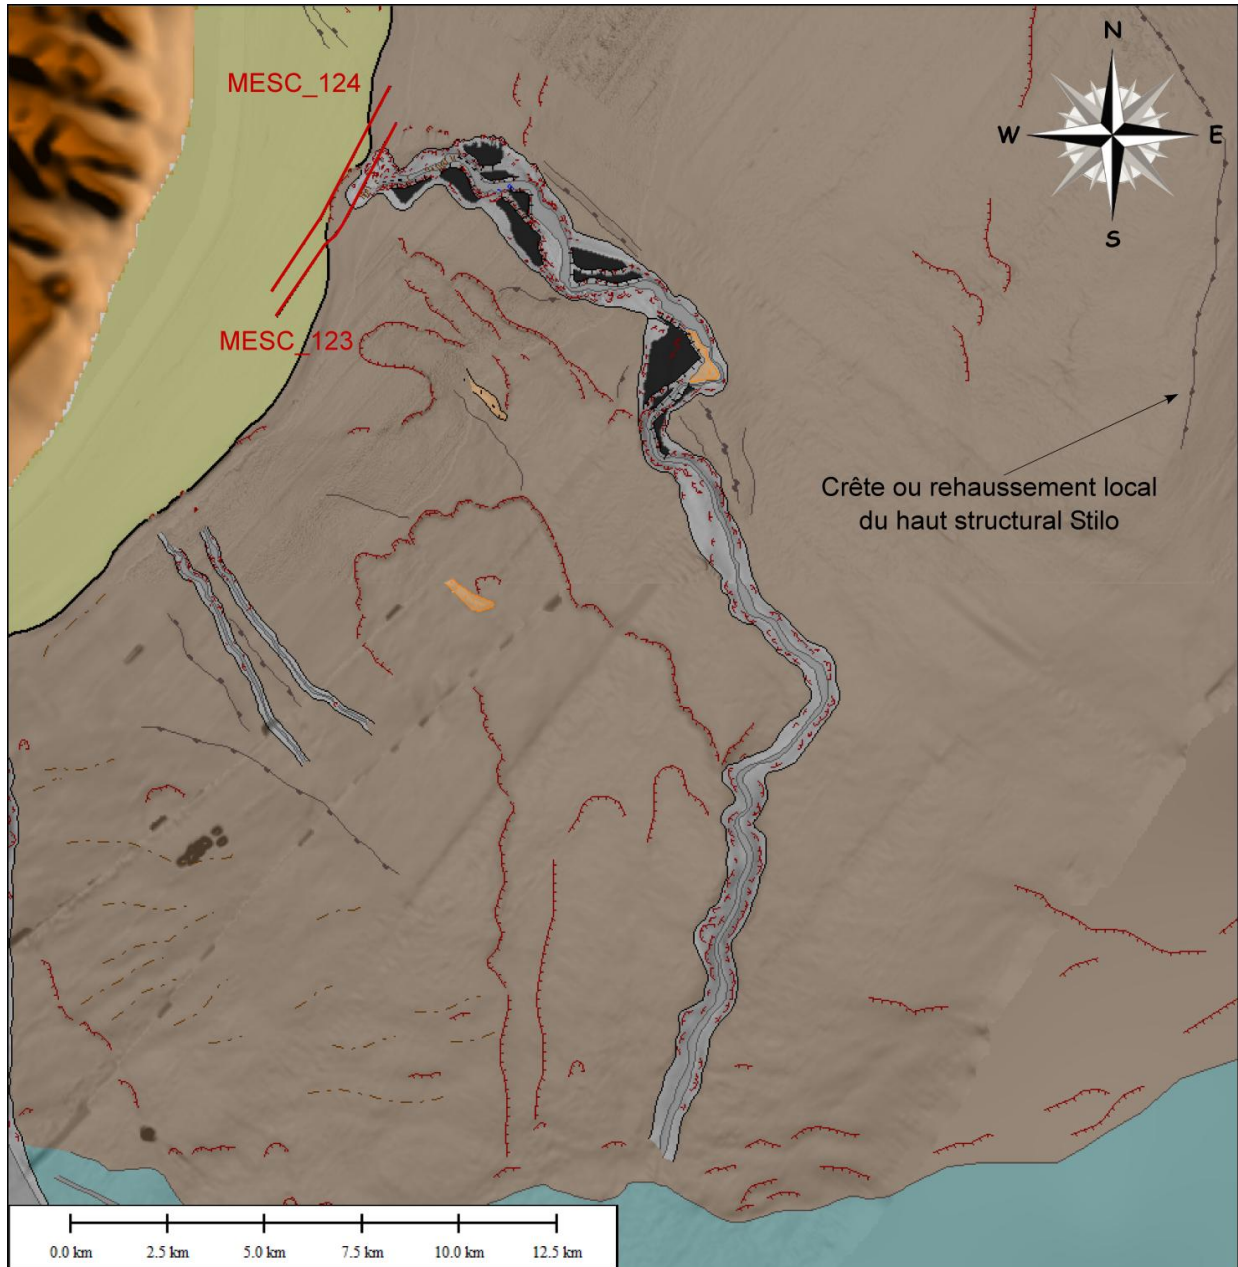 MESC_124
N
W
E
S
MESC_123
Crête ou rehaussement local
du haut structural Stilo
0.0 km 2.5 km 5.0 km 7.5 km 10.0 km 12.5 km